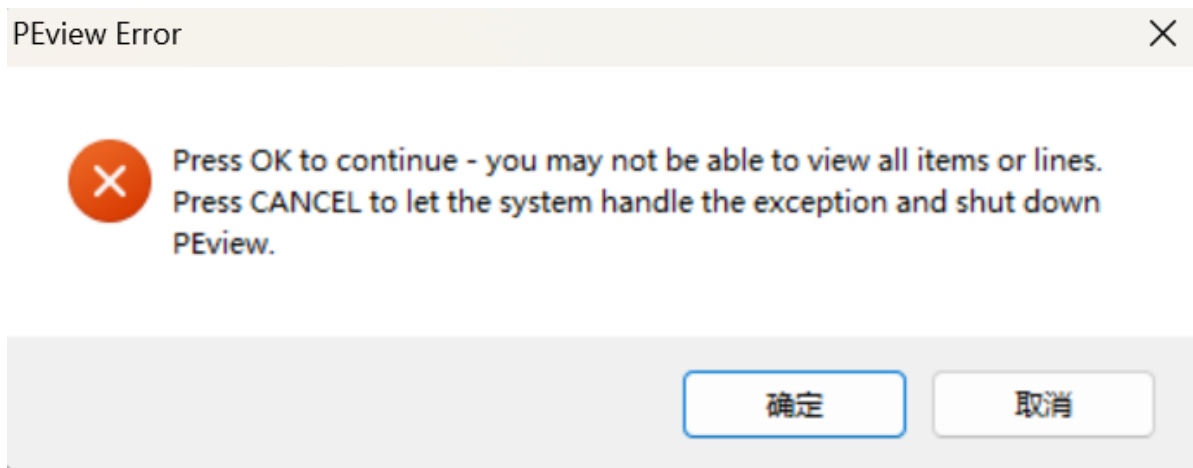 PEview Error
Press OK to continue - you may not be able to view all items or lines.
Press CANCEL to let the system handle the exception and shut down
PEview.
确定
取消